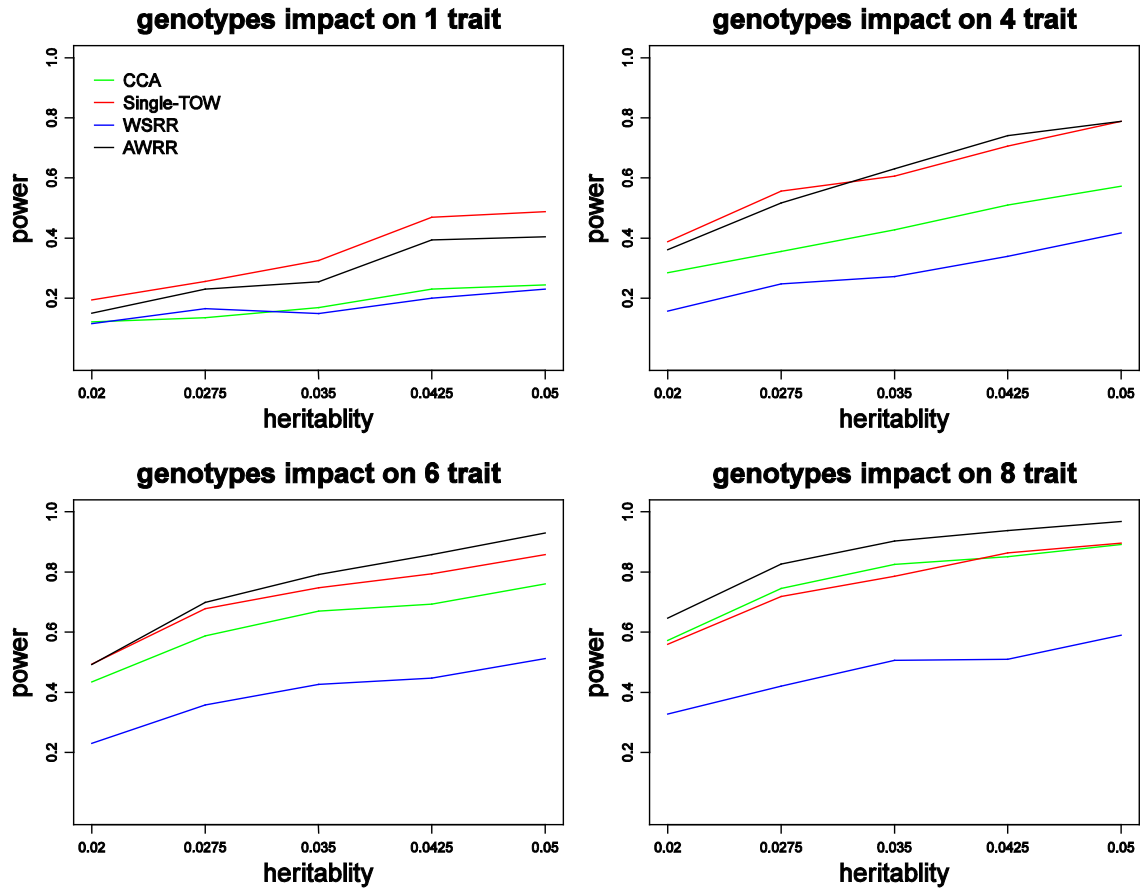 genotypes impact on 1 trait
1.0
0.8
0.6
0.4
0.2
power
CCA
Single-TOW
WSRR
AWRR
0.02 0.0275 0.035 0.0425 0.05
heritablity
genotypes impact on 4 trait
1.0
0.8
0.6
0.4
0.2
power
0.02 0.0275 0.035 0.0425 0.05
heritablity
genotypes impact on 6 trait
1.0
0.8
0.6
0.4
0.2
power
0.02 0.0275 0.035 0.0425 0.05
heritablity
genotypes impact on 8 trait
1.0
0.8
0.6
0.4
0.2
power
0.02 0.0275 0.035 0.0425 0.05
heritablity